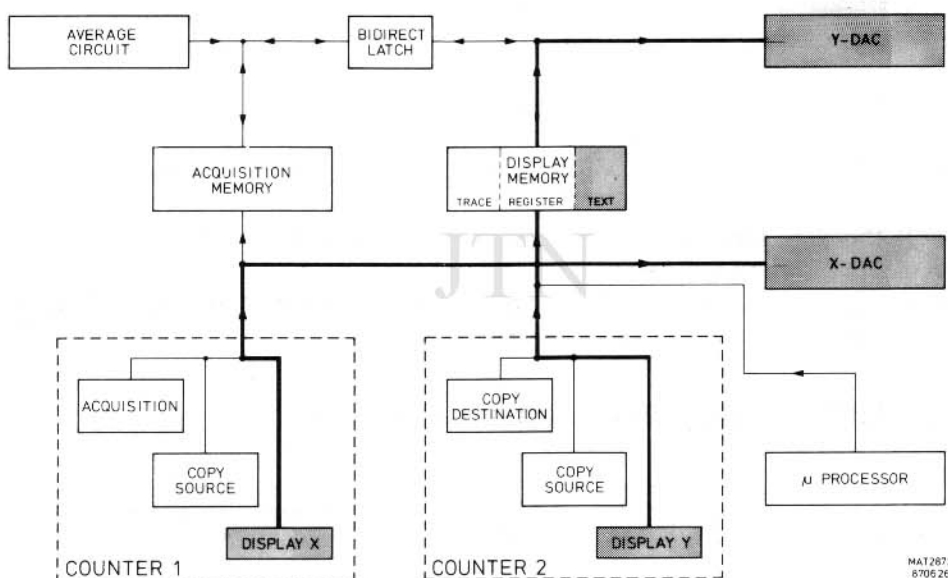 AVERAGE
CIRCUIT
BIDIRECT
LATCH
Y-DAC
ACQUISITION
MEMORY
DISPLAY
MEMORY
TRACE REGISTER TEXT
JTN
X-DAC
ACQUISITION
COPY
SOURCE
DISPLAY X
COUNTER 1
COPY
DESTINATION
COPY
SOURCE
DISPLAY Y
COUNTER 2
μ PROCESSOR
MAT287
870626